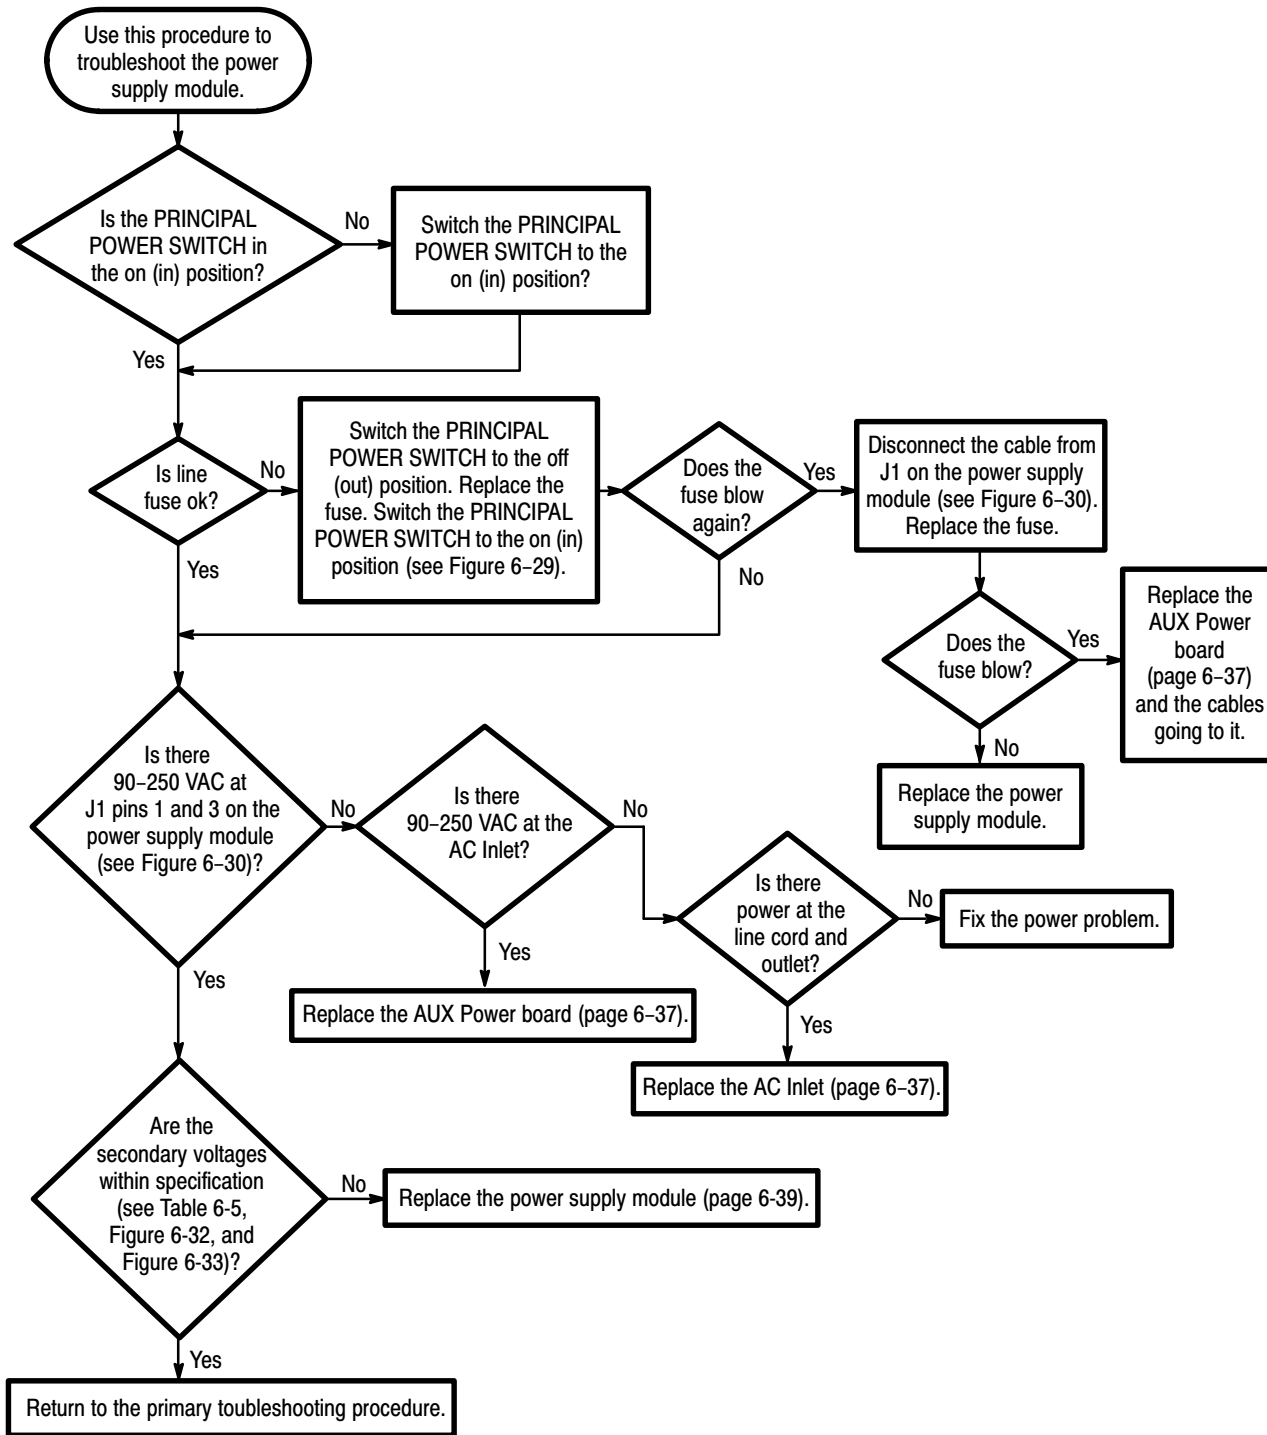 Use this procedure to
troubleshoot the power
supply module.
Is the PRINCIPAL
POWER SWITCH in
the on (in) position?
No
Switch the PRINCIPAL
POWER SWITCH to the
on (in) position?
Yes
Is line
fuse ok?
No
Switch the PRINCIPAL
POWER SWITCH to the off
(out) position. Replace the
fuse. Switch the PRINCIPAL
POWER SWITCH to the on (in)
position (see Figure 6–29).
Does the
fuse blow
again?
Yes
Disconnect the cable from
J1 on the power supply
module (see Figure 6–30).
Replace the fuse.
Yes
No
Does the
fuse blow?
Yes
Replace the
AUX Power
board
(page 6–37)
and the cables
going to it.
No
Replace the power
supply module.
Is there
90–250 VAC at
J1 pins 1 and 3 on the
power supply module
(see Figure 6–30)?
No
Is there
90–250 VAC at the
AC Inlet?
No
Is there
power at the
line cord and
outlet?
No
Fix the power problem.
Yes
Yes
Replace the AUX Power board (page 6–37).
Yes
Replace the AC Inlet (page 6–37).
Are the
secondary voltages
within specification
(see Table 6-5,
Figure 6-32, and
Figure 6-33)?
No
Replace the power supply module (page 6-39).
Yes
Return to the primary toubleshooting procedure.